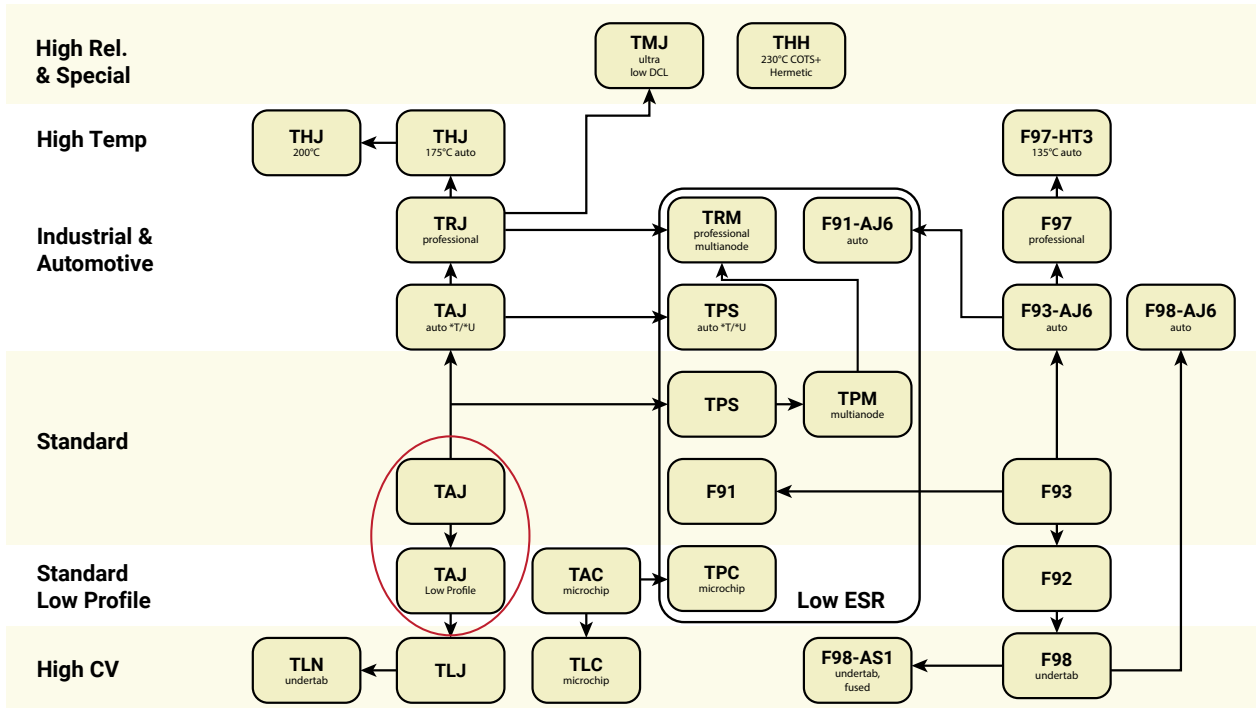 High Rel.
& Special
TMJ
ultra
low DCL
THH
230°C COTS+
Hermetic
High Temp
THJ
200°C
THJ
175°C auto
F97-HT3
135°C auto
Industrial &
Automotive
TRJ
professional
TRM
professional
multianode
F91-AJ6
auto
F97
professional
TAJ
auto *T/*U
TPS
auto *T/*U
F93-AJ6
auto
F98-AJ6
auto
Standard
TPS
TPM
multianode
TAJ
F91
F93
Standard
Low Profile
TAJ
Low Profile
TAC
microchip
TPC
microchip
Low ESR
F92
High CV
TLN
undertab
TLJ
TLC
microchip
F98-AS1
undertab,
fused
F98
undertab